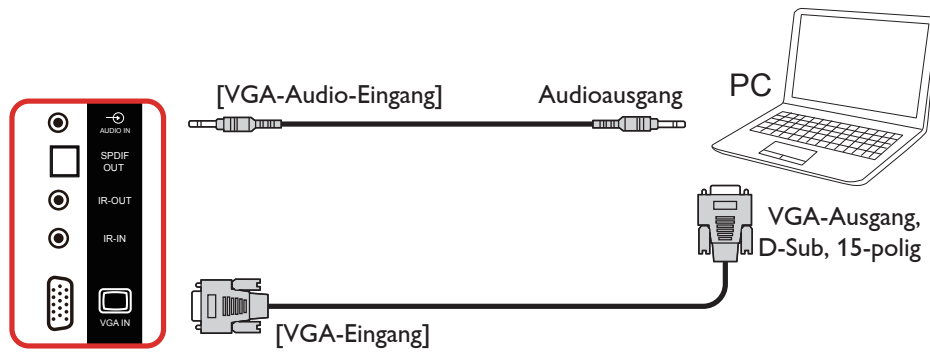 [VGA-Audio-Eingang]
Audioausgang
PC
AUDIO IN
SPDIF
OUT
IR-OUT
IR-IN
VGA IN
VGA-Ausgang,
D-Sub, 15-polig
[VGA-Eingang]